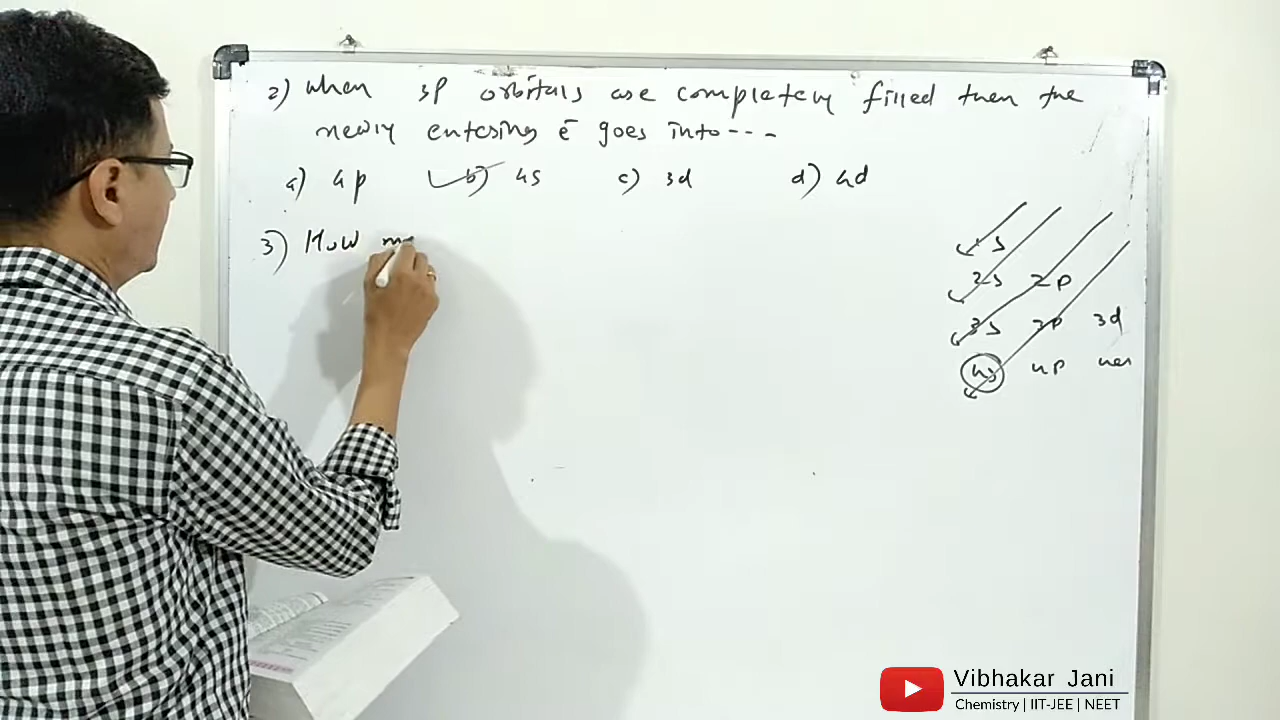 2) When 3p orbitals are completely filled then the
newly entering e̅ goes into---
a) 4p b) 4s c) 3d d) 4d
3) How m
s
2s 2p
3s 3p 3d
4s 4p
Vibhakar Jani
Chemistry | IIT-JEE | NEET